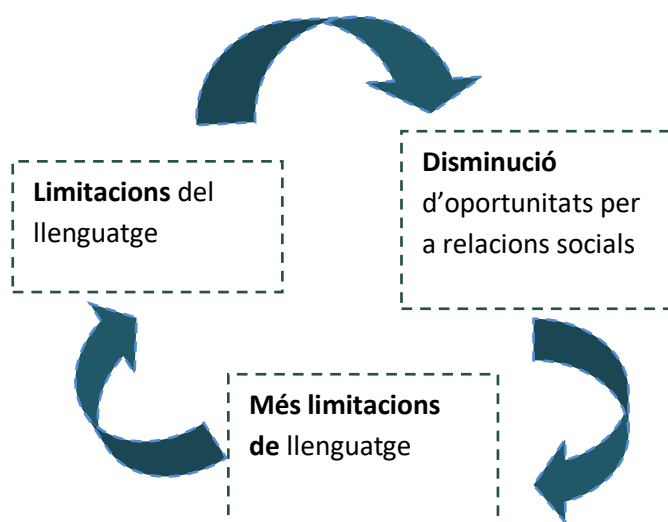 Limitacions del
llenguatge
Disminució
d’oportunitats per
a relacions socials
Més limitacions
de llenguatge